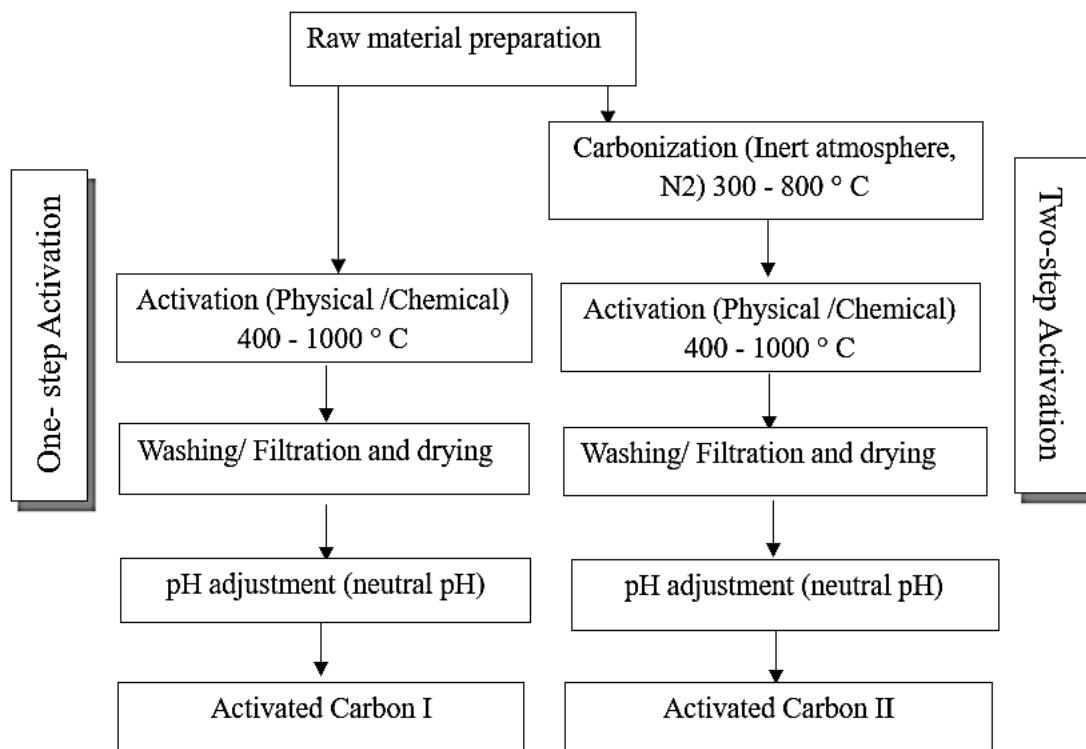 Raw material preparation
Carbonization (Inert atmosphere,
N2) 300 - 800 ° C
One- step Activation
Two-step Activation
Activation (Physical /Chemical)
400 - 1000 ° C
Activation (Physical /Chemical)
400 - 1000 ° C
Washing/ Filtration and drying
Washing/ Filtration and drying
pH adjustment (neutral pH)
pH adjustment (neutral pH)
Activated Carbon I
Activated Carbon II